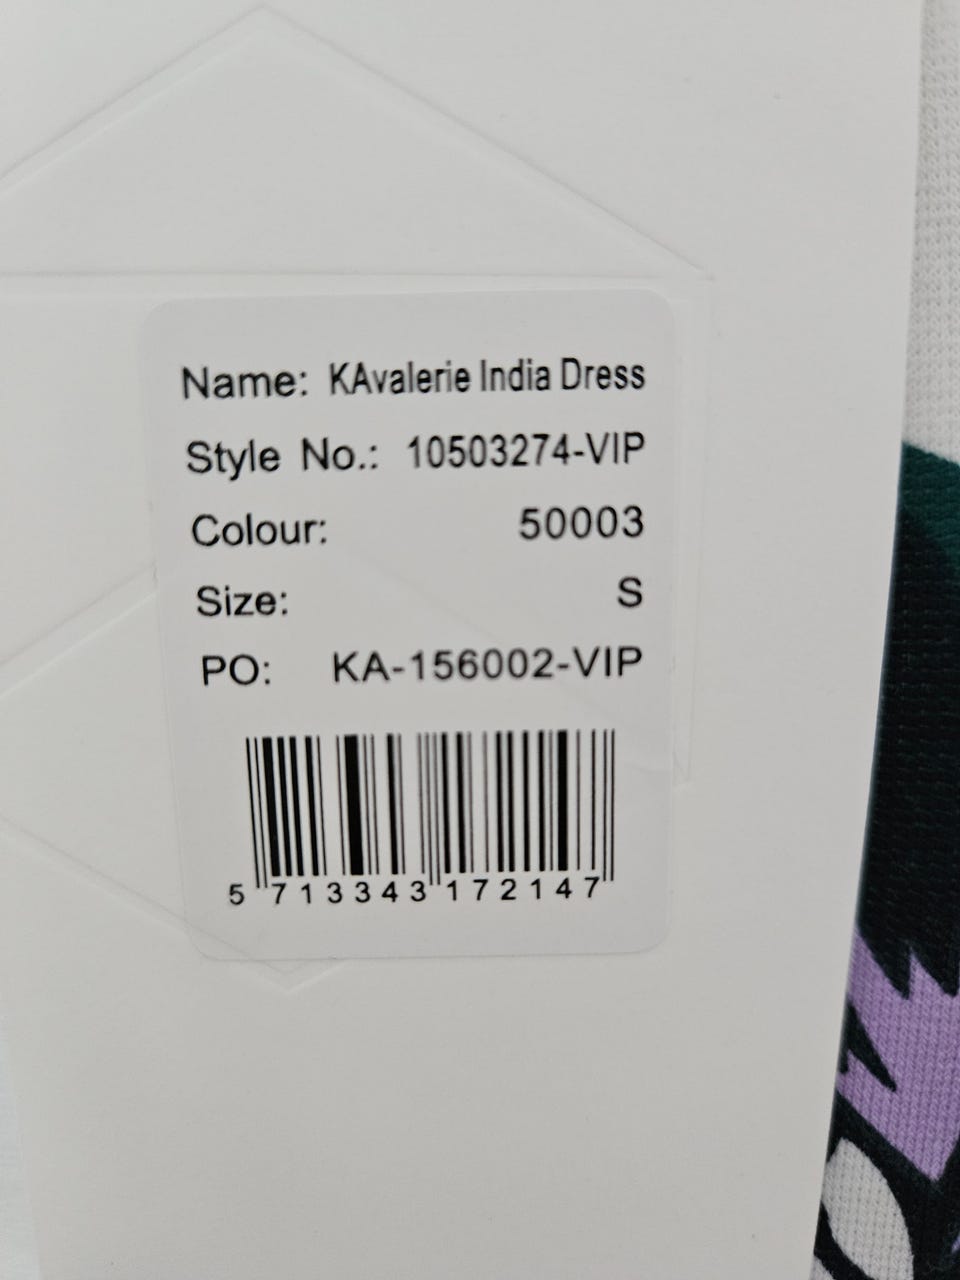 Name: KAvalerie India Dress
Style No.: 10503274-VIP
Colour: 50003
Size: S
PO: KA-156002-VIP
5 713343 172147